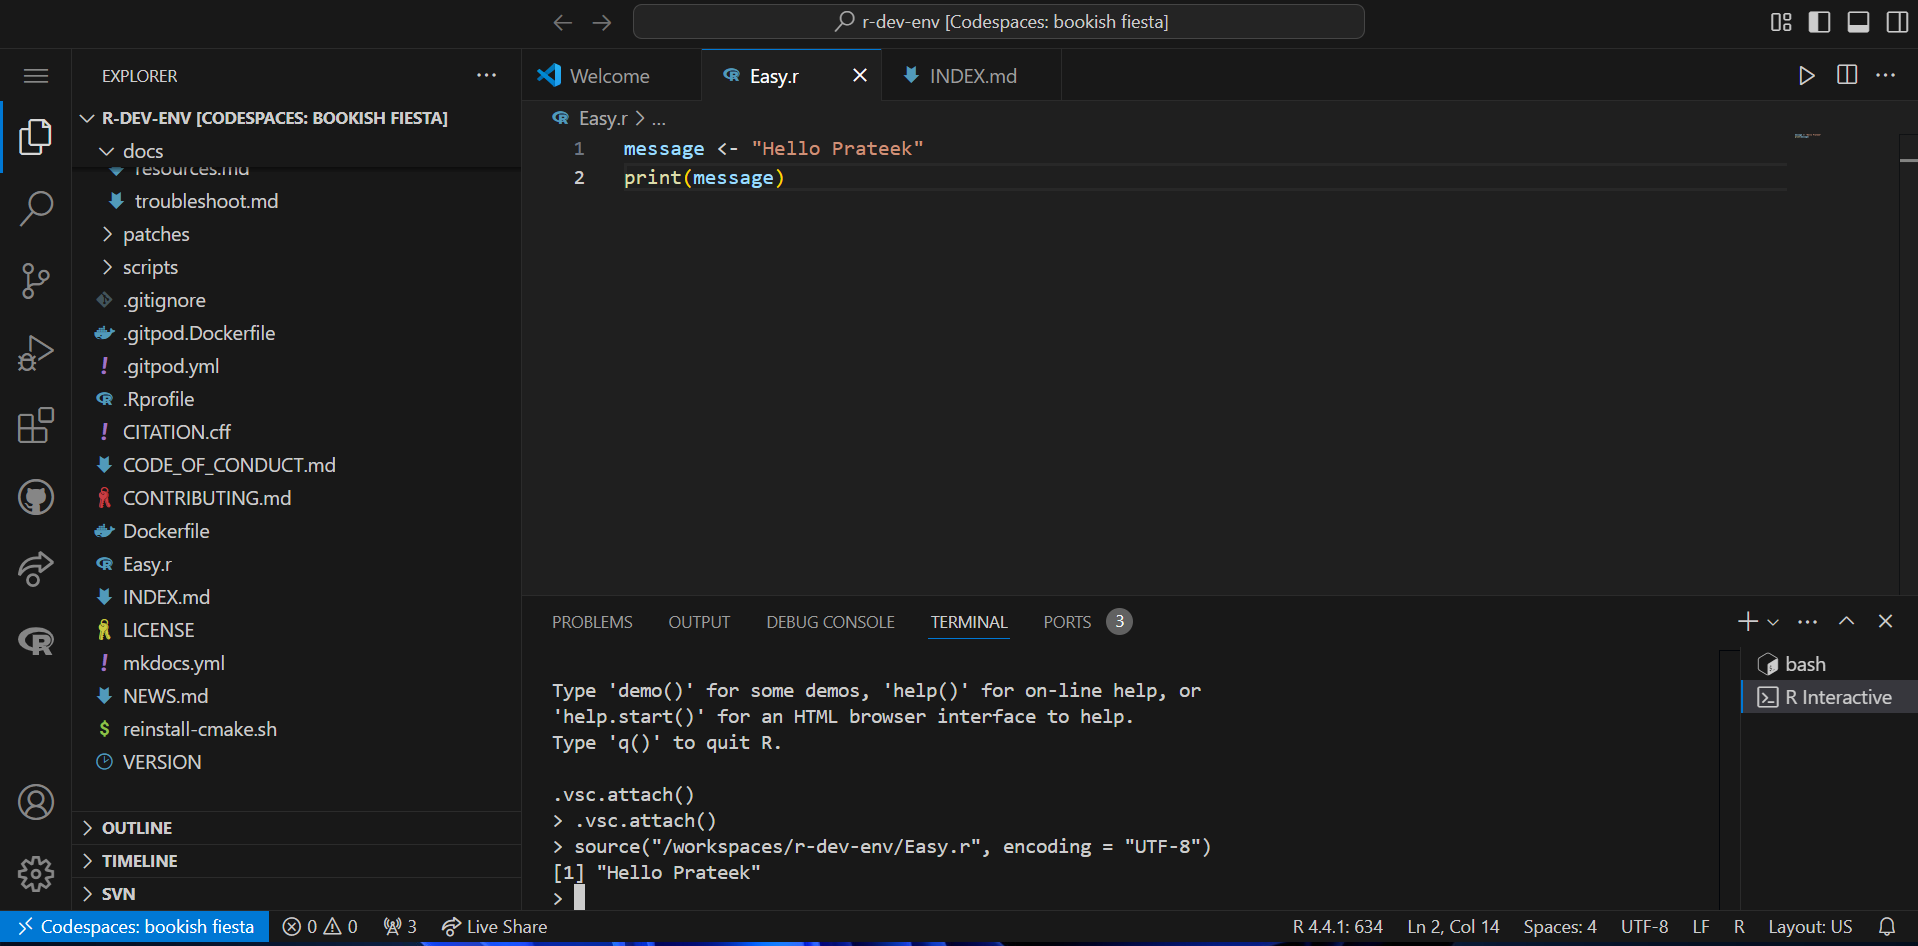 r-dev-env [Codespaces: bookish fiesta]
EXPLORER
R-DEV-ENV [CODESPACES: BOOKISH FIESTA]
docs
resources.md
troubleshoot.md
patches
scripts
.gitignore
.gitpod.Dockerfile
.gitpod.yml
.Rprofile
CITATION.cff
CODE_OF_CONDUCT.md
CONTRIBUTING.md
Dockerfile
Easy.r
INDEX.md
LICENSE
mkdocs.yml
NEWS.md
reinstall-cmake.sh
VERSION
OUTLINE
TIMELINE
SVN
Welcome
Easy.r
INDEX.md
Easy.r > ...
1 message <- "Hello Prateek"
2 print(message)
PROBLEMS OUTPUT DEBUG CONSOLE TERMINAL PORTS 3
Type 'demo()' for some demos, 'help()' for on-line help, or
'help.start()' for an HTML browser interface to help.
Type 'q()' to quit R.
.vsc.attach()
> .vsc.attach()
> source("/workspaces/r-dev-env/Easy.r", encoding = "UTF-8")
[1] "Hello Prateek"
>
bash
R Interactive
Codespaces: bookish fiesta 0 0 3 Live Share R 4.4.1: 634 Ln 2, Col 14 Spaces: 4 UTF-8 LF R Layout: US